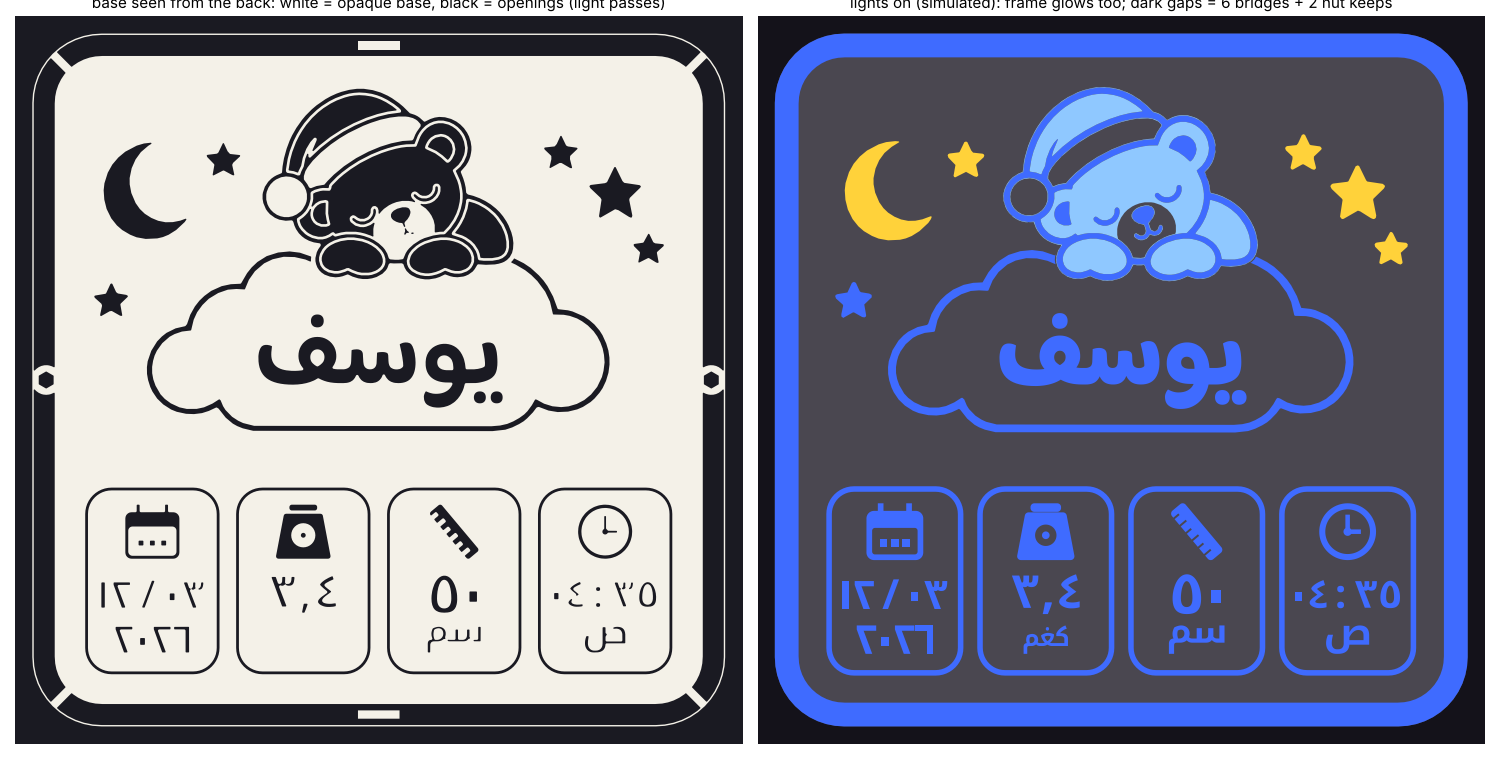 base seen from the back: white = opaque base, black = openings (light passes)
يوسف
١٢/٠٣
٢٠٢٦
٣,٤
٥٠
سم
٠٤:٣٥
ص
lights on (simulated): frame glows too; dark gaps = 6 bridges + 2 nut keeps
يوسف
١٢/٠٣
٢٠٢٦
٣,٤
كغم
٥٠
سم
٠٤:٣٥
ص